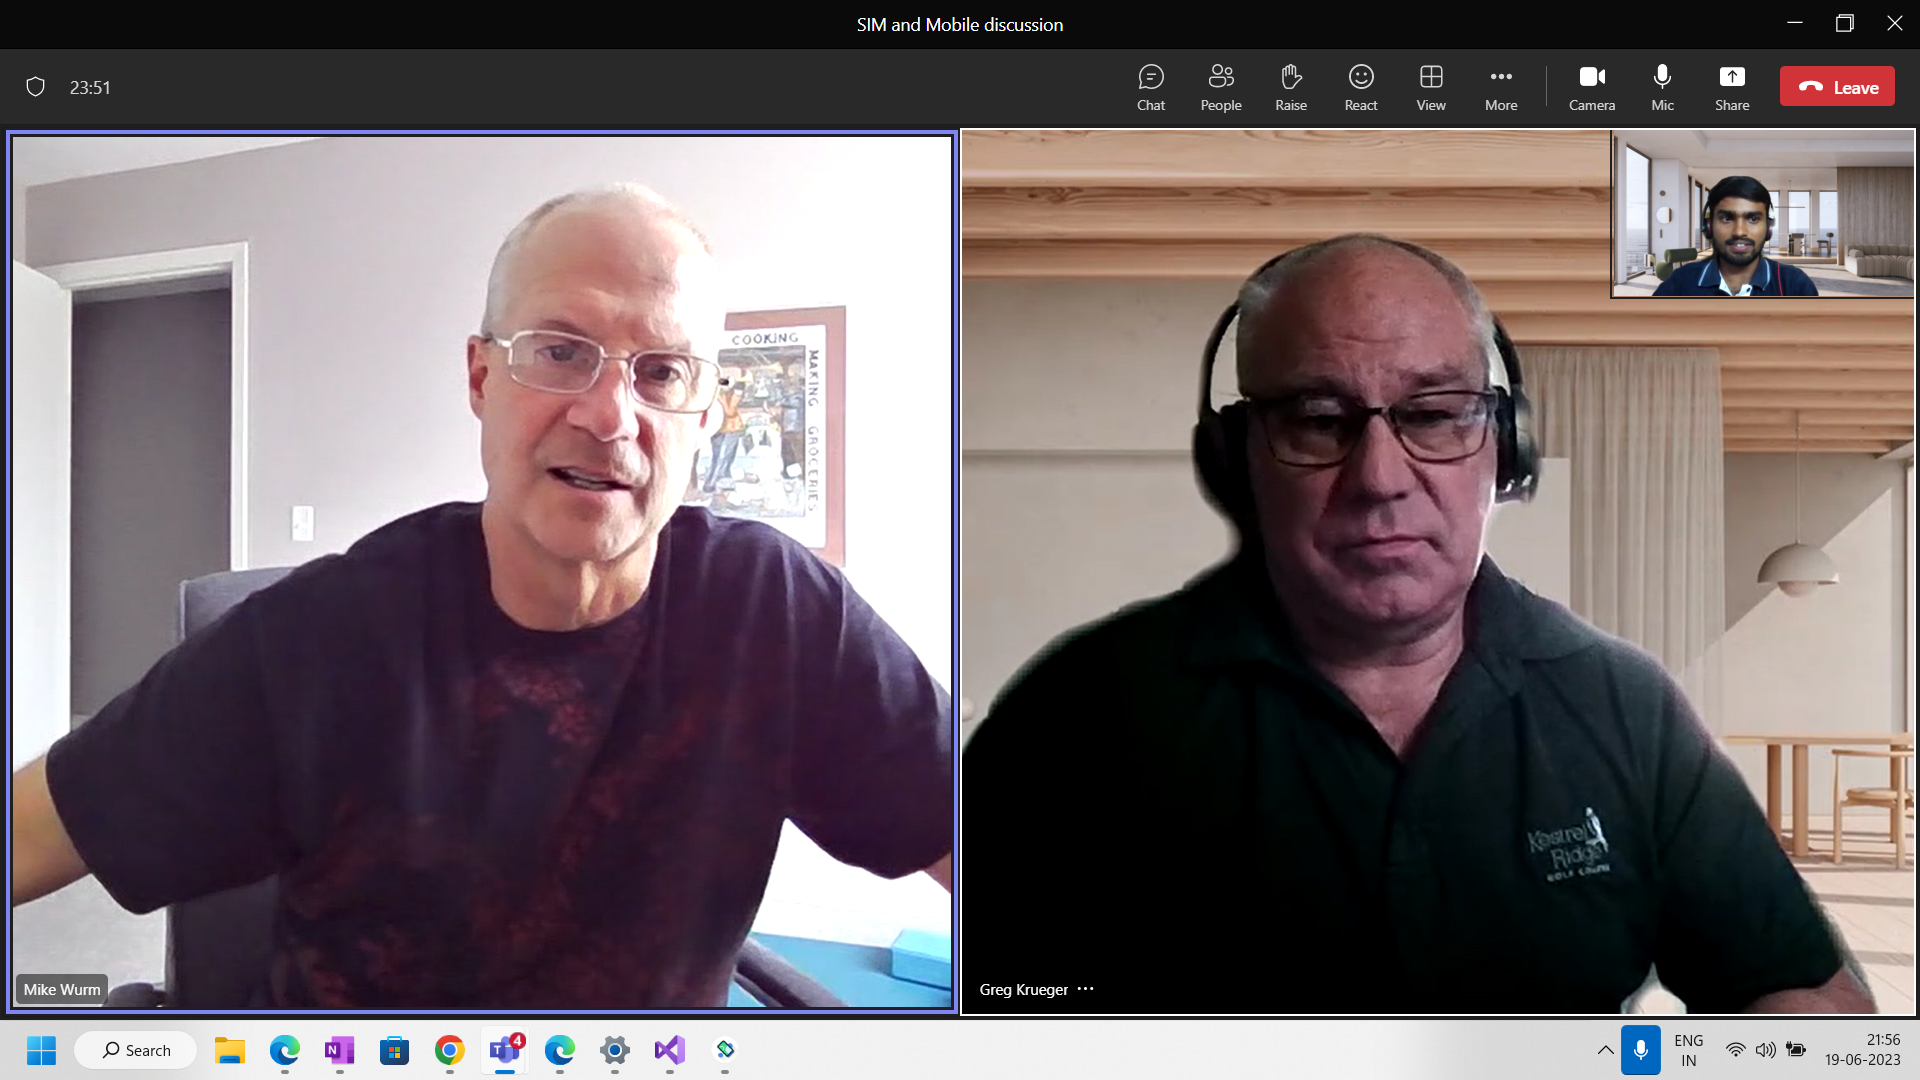 SIM and Mobile discussion
23:51
Chat
People
Raise
React
View
More
Camera
Mic
Share
Leave
COOKING
MAKING GROCERIES
Kestrel
Ridge
GOLF COURSE
Mike Wurm
Greg Krueger
Search
N
T
4
ENG
IN
21:56
19-06-2023